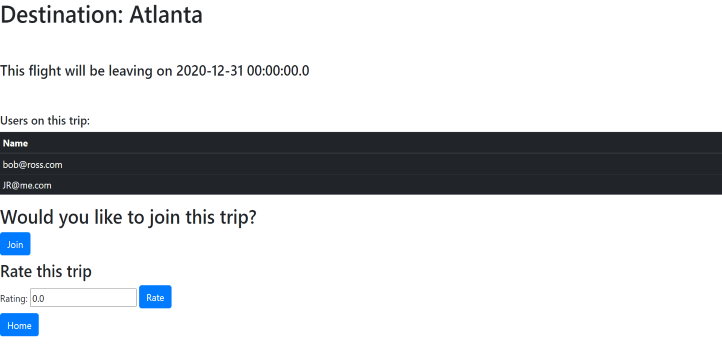 Destination: Atlanta
This flight will be leaving on 2020-12-31 00:00:00.0
Users on this trip:
Name
bob@ross.com
JR@me.com
Would you like to join this trip?
Join
Rate this trip
Rating: 0.0 Rate
Home